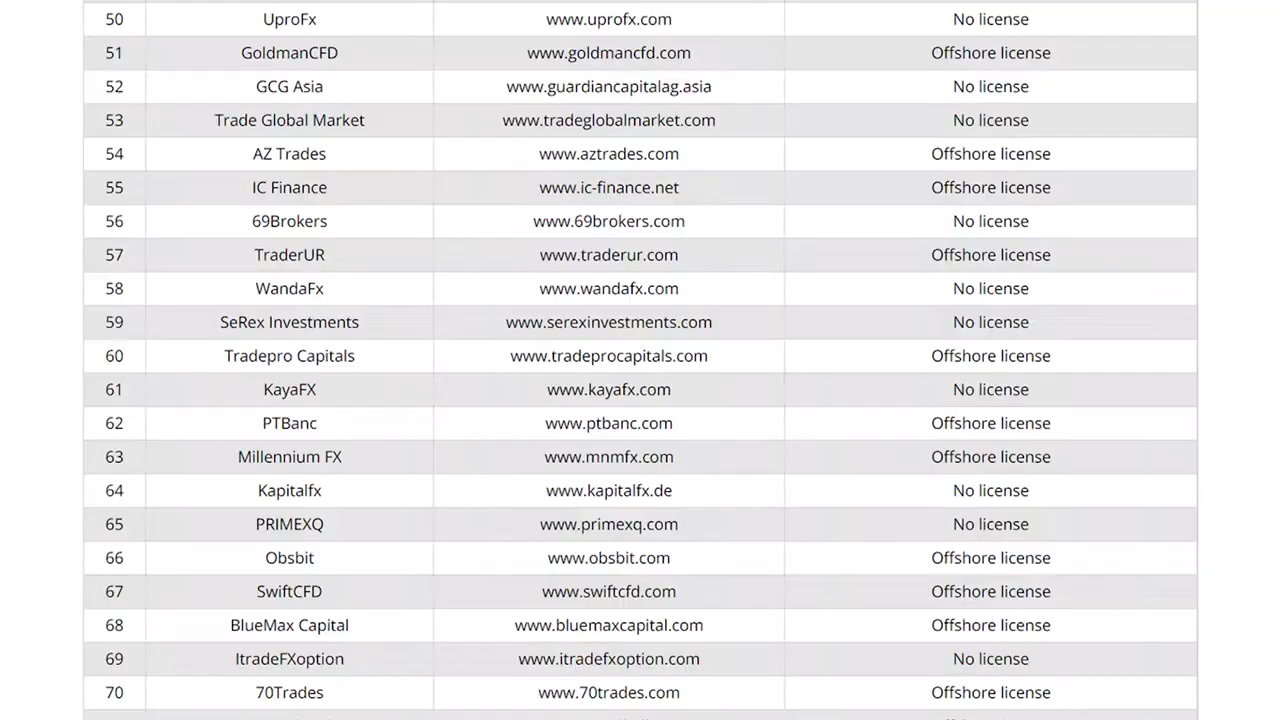 50 UproFx www.uprofx.com No license
51 GoldmanCFD www.goldmancfd.com Offshore license
52 GCG Asia www.guardiancapitalag.asia No license
53 Trade Global Market www.tradeglobalmarket.com No license
54 AZ Trades www.aztrades.com Offshore license
55 IC Finance www.ic-finance.net Offshore license
56 69Brokers www.69brokers.com No license
57 TraderUR www.traderur.com Offshore license
58 WandaFx www.wandafx.com No license
59 SeRex Investments www.serexinvestments.com No license
60 Tradepro Capitals www.tradeprocapitals.com Offshore license
61 KayaFX www.kayafx.com No license
62 PTBanc www.ptbanc.com Offshore license
63 Millennium FX www.mnmfx.com Offshore license
64 Kapitalfx www.kapitalfx.de No license
65 PRIMEXQ www.primexq.com No license
66 Obsbit www.obsbit.com Offshore license
67 SwiftCFD www.swiftcfd.com Offshore license
68 BlueMax Capital www.bluemaxcapital.com Offshore license
69 ItradeFXoption www.itradefxoption.com No license
70 70Trades www.70trades.com Offshore license